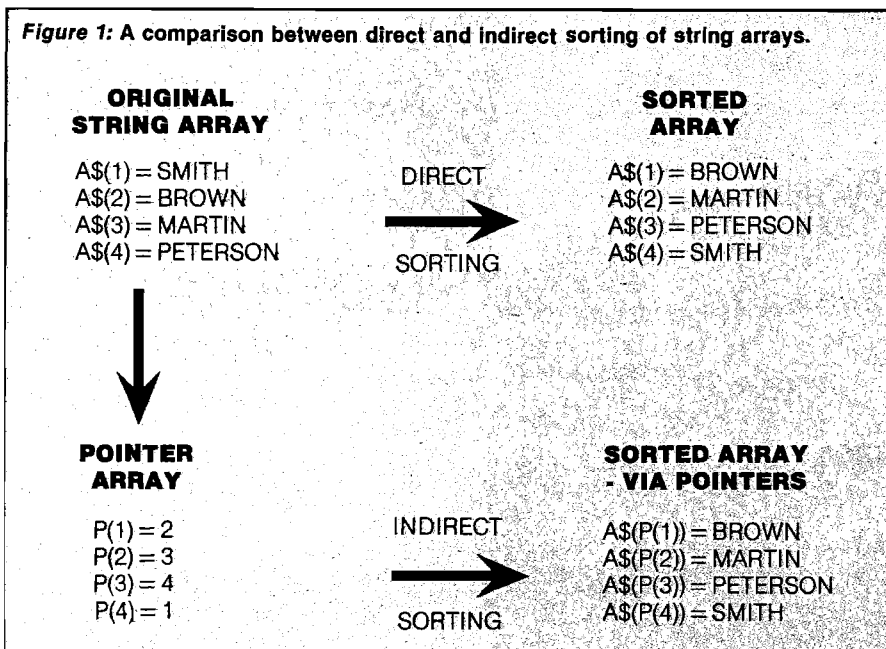 Figure 1: A comparison between direct and indirect sorting of string arrays.
ORIGINAL
STRING ARRAY
A$(1) = SMITH
A$(2) = BROWN
A$(3) = MARTIN
A$(4) = PETERSON
DIRECT
SORTING
SORTED
ARRAY
A$(1) = BROWN
A$(2) = MARTIN
A$(3) = PETERSON
A$(4) = SMITH
POINTER
ARRAY
P(1) = 2
P(2) = 3
P(3) = 4
P(4) = 1
INDIRECT
SORTING
SORTED ARRAY
- VIA POINTERS
A$(P(1)) = BROWN
A$(P(2)) = MARTIN
A$(P(3)) = PETERSON
A$(P(4)) = SMITH